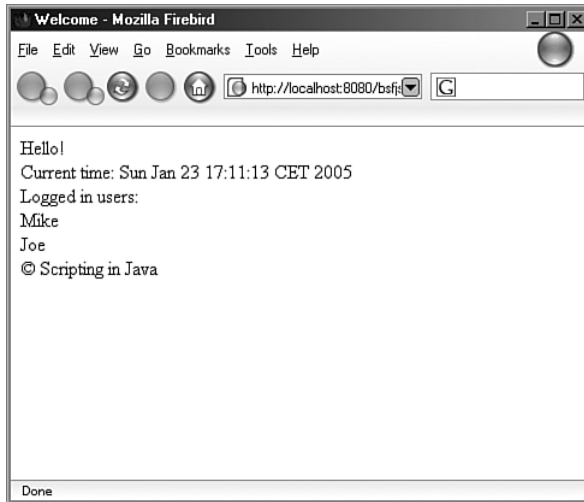 Welcome - Mozilla Firebird
File Edit View Go Bookmarks Tools Help
http://localhost:8080/bsfjs G
Hello!
Current time: Sun Jan 23 17:11:13 CET 2005
Logged in users:
Mike
Joe
© Scripting in Java
Done